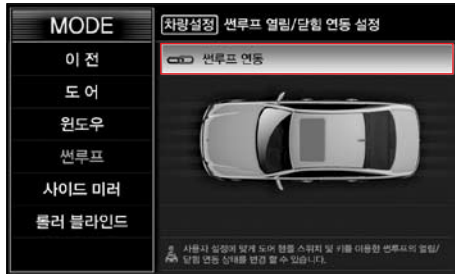 MODE
차량설정 썬루프 열림/닫힘 연동 설정
이 전
도 어
윈도우
썬루프
사이드 미러
롤러 블라인드
썬루프 연동
사용자 설정에 맞게 도어 핸들 스위치 및 키를 이용한 썬루프의 열림/
닫힘 연동 상태를 변경 할 수 있습니다.